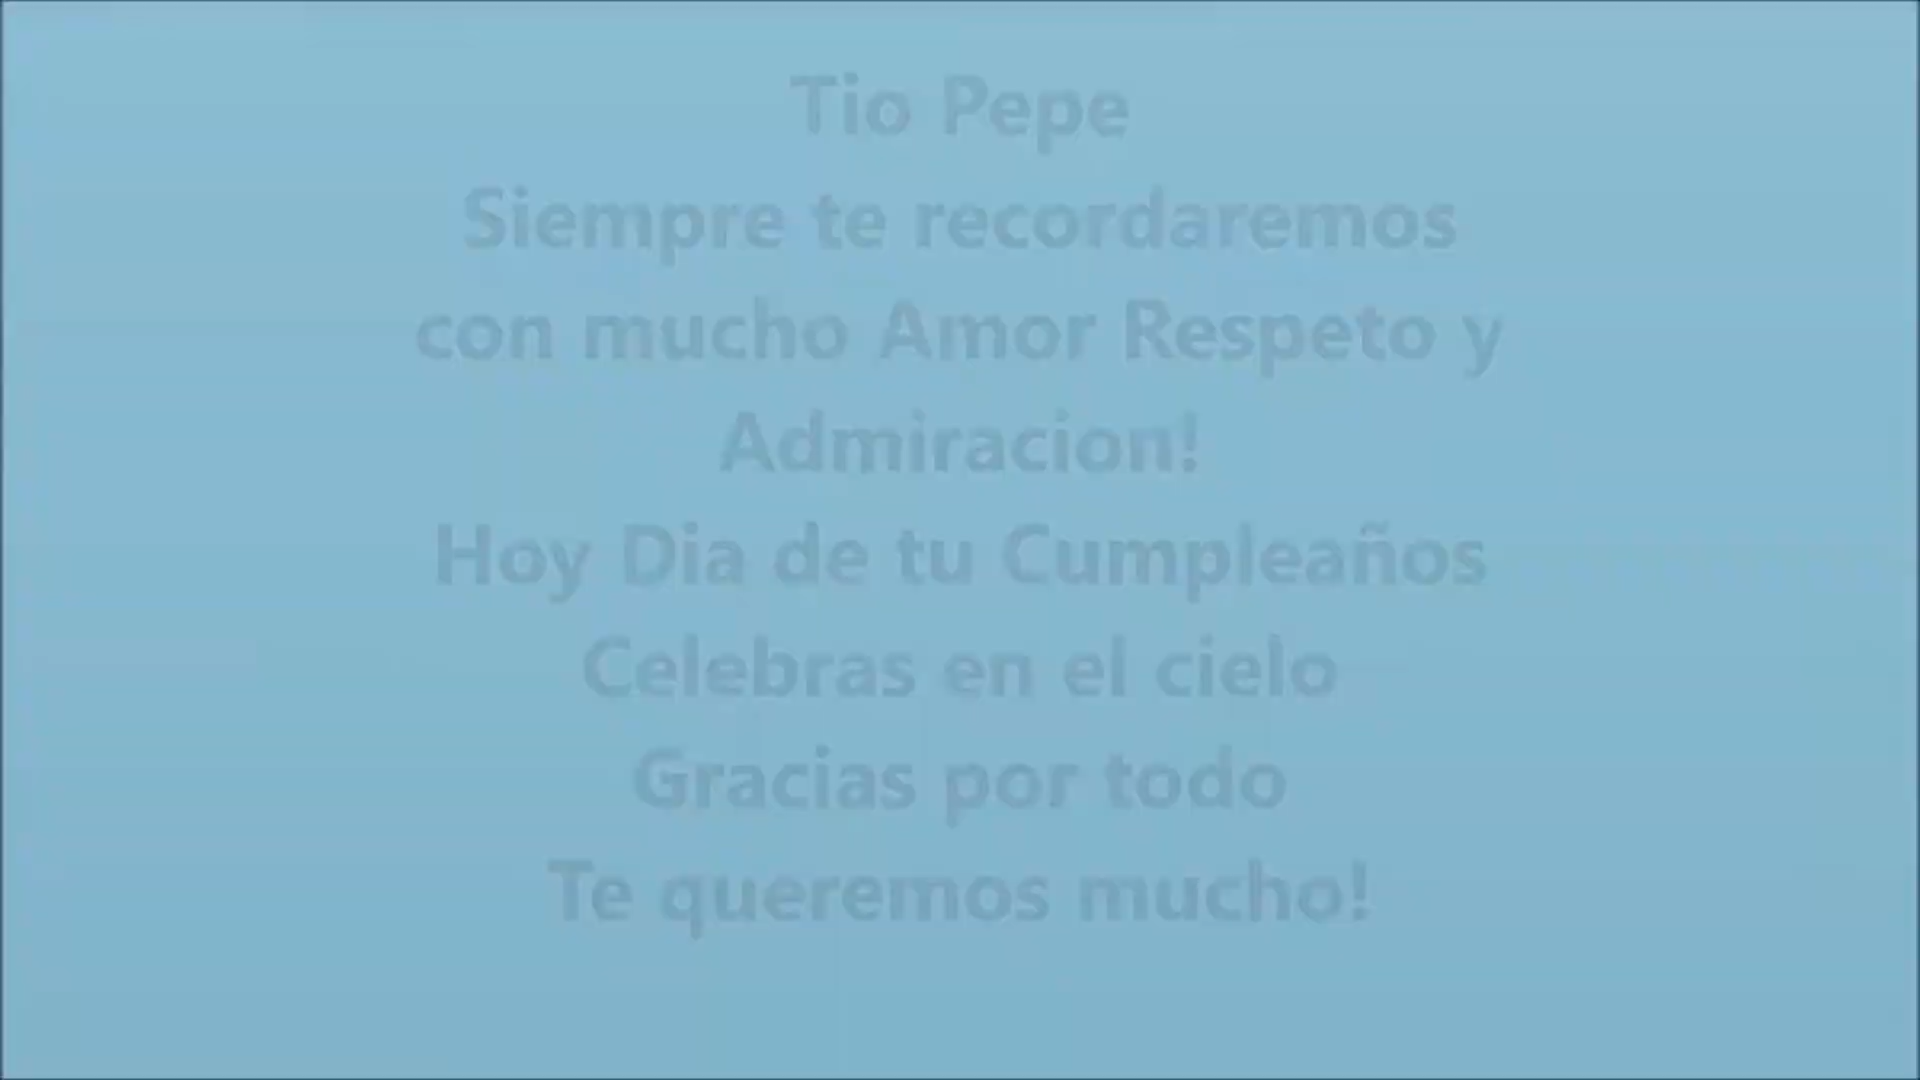 Tio Pepe
Siempre te recordaremos
con mucho Amor Respeto y
Admiracion!
Hoy Dia de tu Cumpleaños
Celebras en el cielo
Gracias por todo
Te queremos mucho!